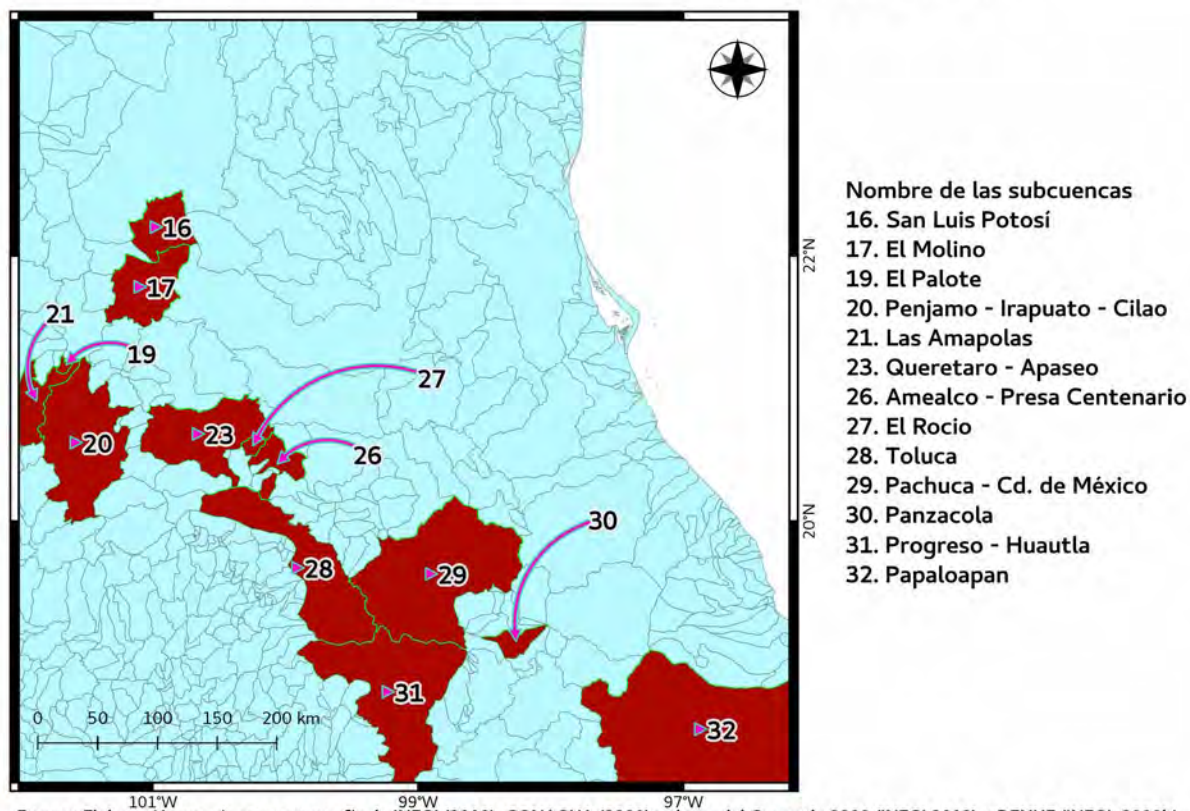 16
22°N
17
21
19
27
23
20
26
20°N
30
28
29
31
32
0 50 100 150 200 km
101°W 99°W 97°W
Nombre de las subcuencas
16. San Luis Potosí
17. El Molino
19. El Palote
20. Penjamo - Irapuato - Cilao
21. Las Amapolas
23. Queretaro - Apaseo
26. Amealco - Presa Centenario
27. El Rocio
28. Toluca
29. Pachuca - Cd. de México
30. Panzacola
31. Progreso - Huautla
32. Papaloapan